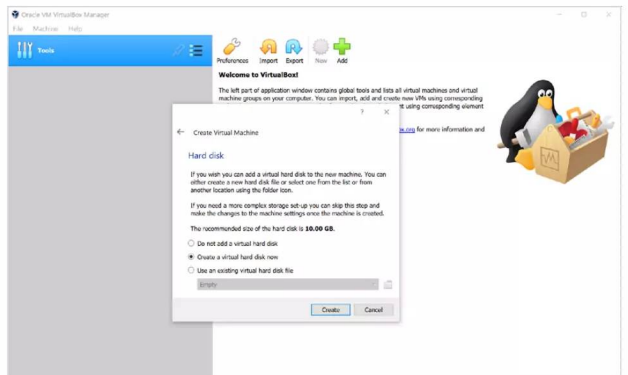 Oracle VM VirtualBox Manager
File Machine Help
Tools
Preferences Import Export New Add
Welcome to VirtualBox!
The left part of application window contains global tools and lists all virtual machines and virtual
machine groups on your computer. You can import, add and create new VMs using corresponding
using corresponding element
for more information and
? ×
Create Virtual Machine
Hard disk
If you wish you can add a virtual hard disk to the new machine. You can
either create a new hard disk file or select one from the list or from
another location using the folder icon.
If you need a more complex storage set-up you can skip this step and
make the changes to the machine settings once the machine is created.
The recommended size of the hard disk is 10.00 GB.
Do not add a virtual hard disk
Create a virtual hard disk now
Use an existing virtual hard disk file
Empty
Create Cancel